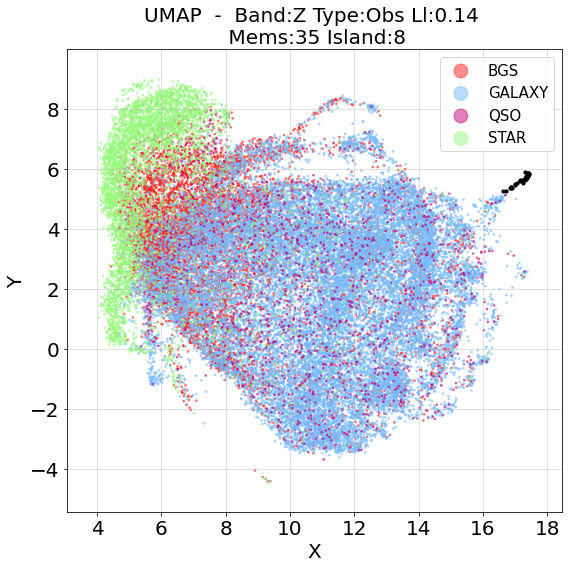 UMAP - Band:Z Type:Obs Ll:0.14
Mems:35 Island:8
BGS
GALAXY
QSO
STAR
8
6
4
2
0
−2
−4
Y
4 6 8 10 12 14 16 18
X